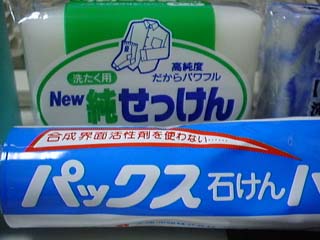 洗たく用
高純度
だからパワフル
New 純せっけん
合成界面活性剤を使わない……
パックス石けん パ